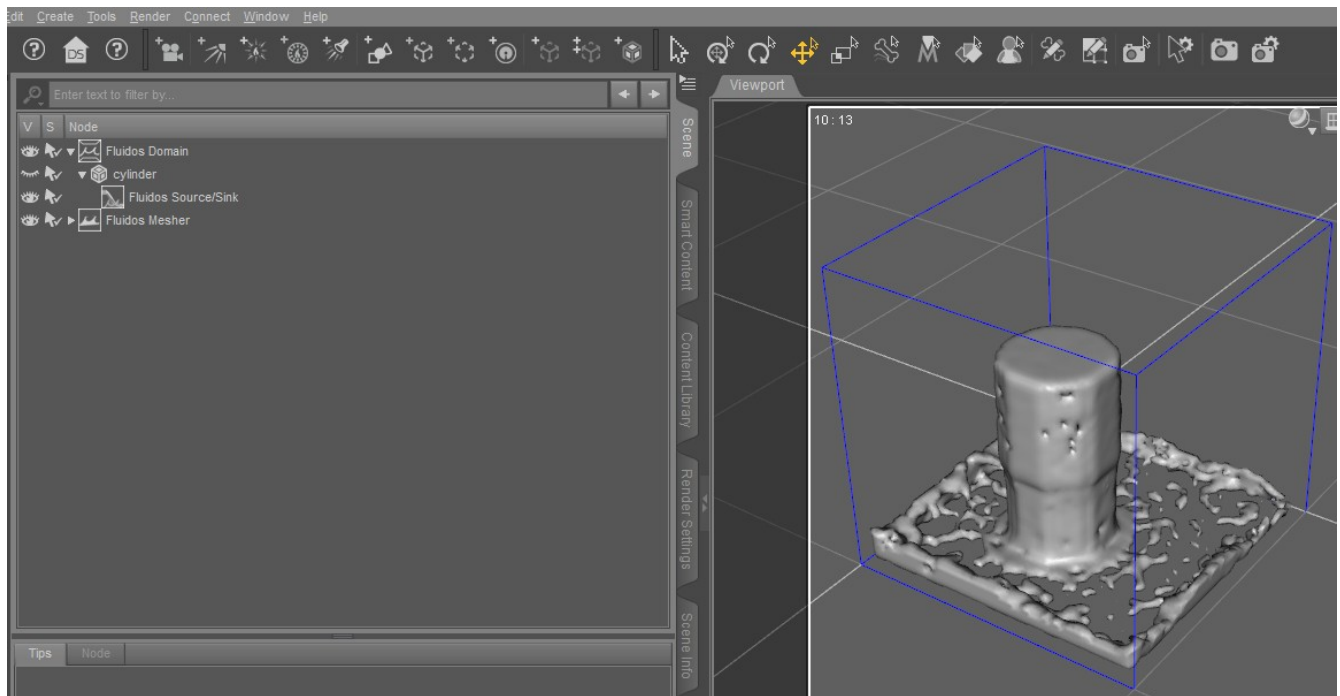 Edit Create Tools Render Connect Window Help
DS
Enter text to filter by...
Viewport
V S Node
10 : 13
Fluidos Domain
cylinder
Fluidos Source/Sink
Fluidos Mesher
Scene
Smart Content
Content Library
Render Settings
Scene Info
Tips Node